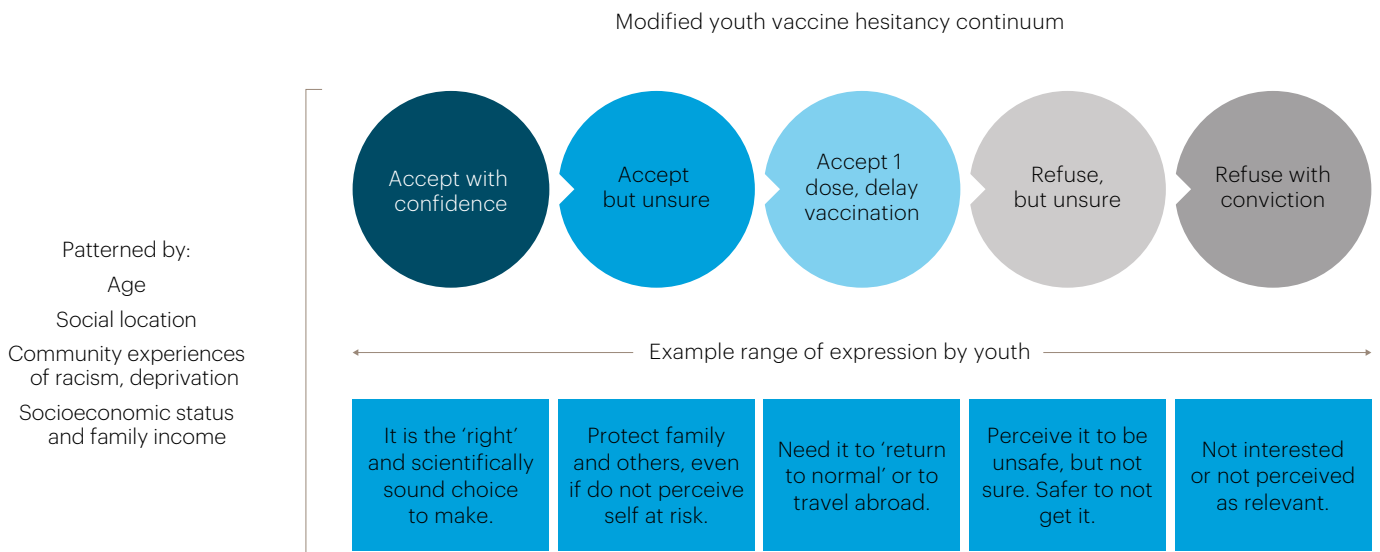 Modified youth vaccine hesitancy continuum
Accept with
confidence
Accept
but unsure
Accept 1
dose, delay
vaccination
Refuse,
but unsure
Refuse with
conviction
Patterned by:
Age
Social location
Community experiences
of racism, deprivation
Socioeconomic status
and family income
Example range of expression by youth
It is the ‘right’
and scientifically
sound choice
to make.
Protect family
and others, even
if do not perceive
self at risk.
Need it to ‘return
to normal’ or to
travel abroad.
Perceive it to be
unsafe, but not
sure. Safer to not
get it.
Not interested
or not perceived
as relevant.